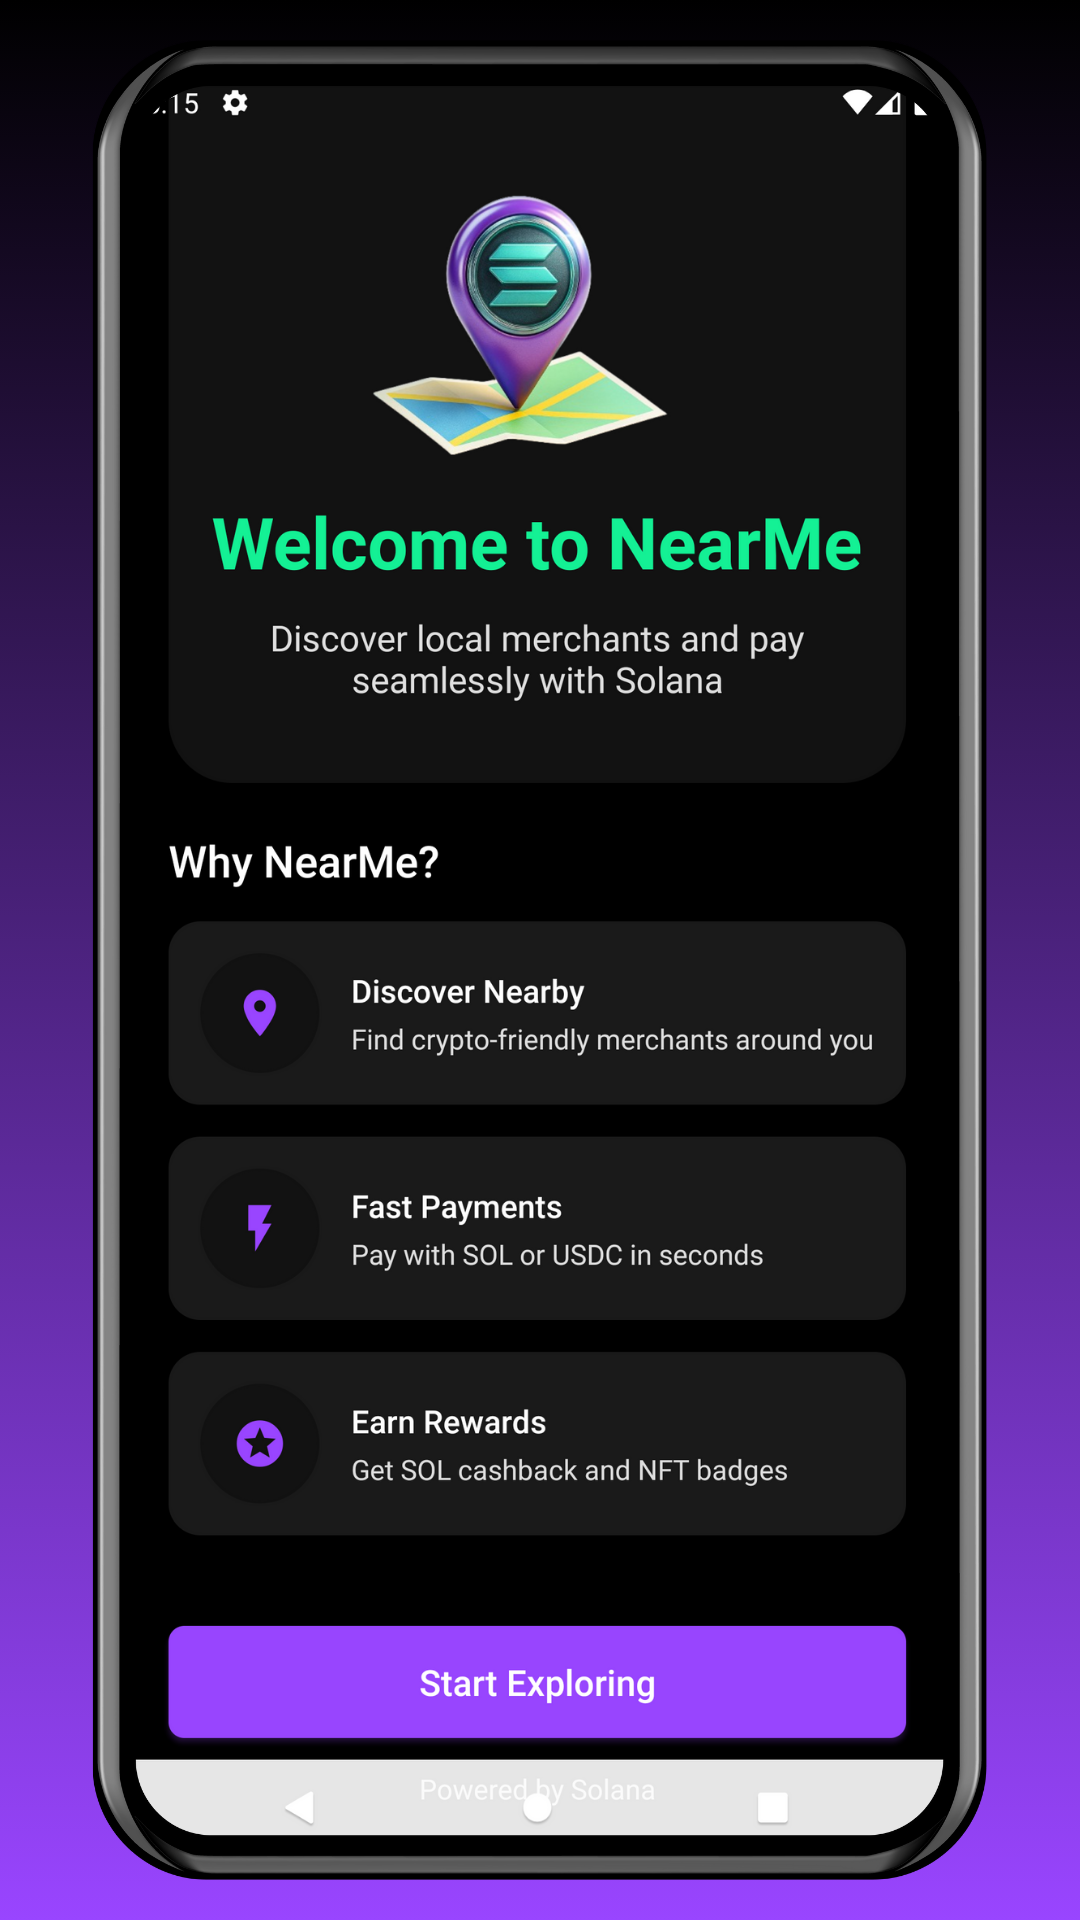 :15
Welcome to NearMe
Discover local merchants and pay
seamlessly with Solana
Why NearMe?
Discover Nearby
Find crypto-friendly merchants around you
Fast Payments
Pay with SOL or USDC in seconds
Earn Rewards
Get SOL cashback and NFT badges
Start Exploring
Powered by Solana